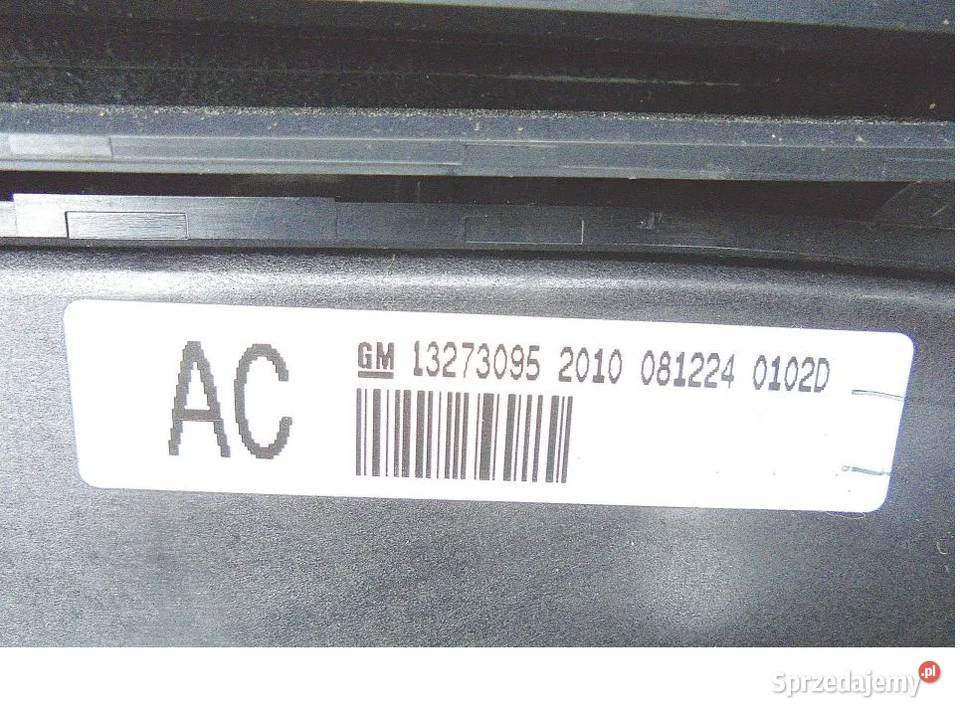 AC
GM 13273095 2010 081224 0102D
Sprzedajemy.pl